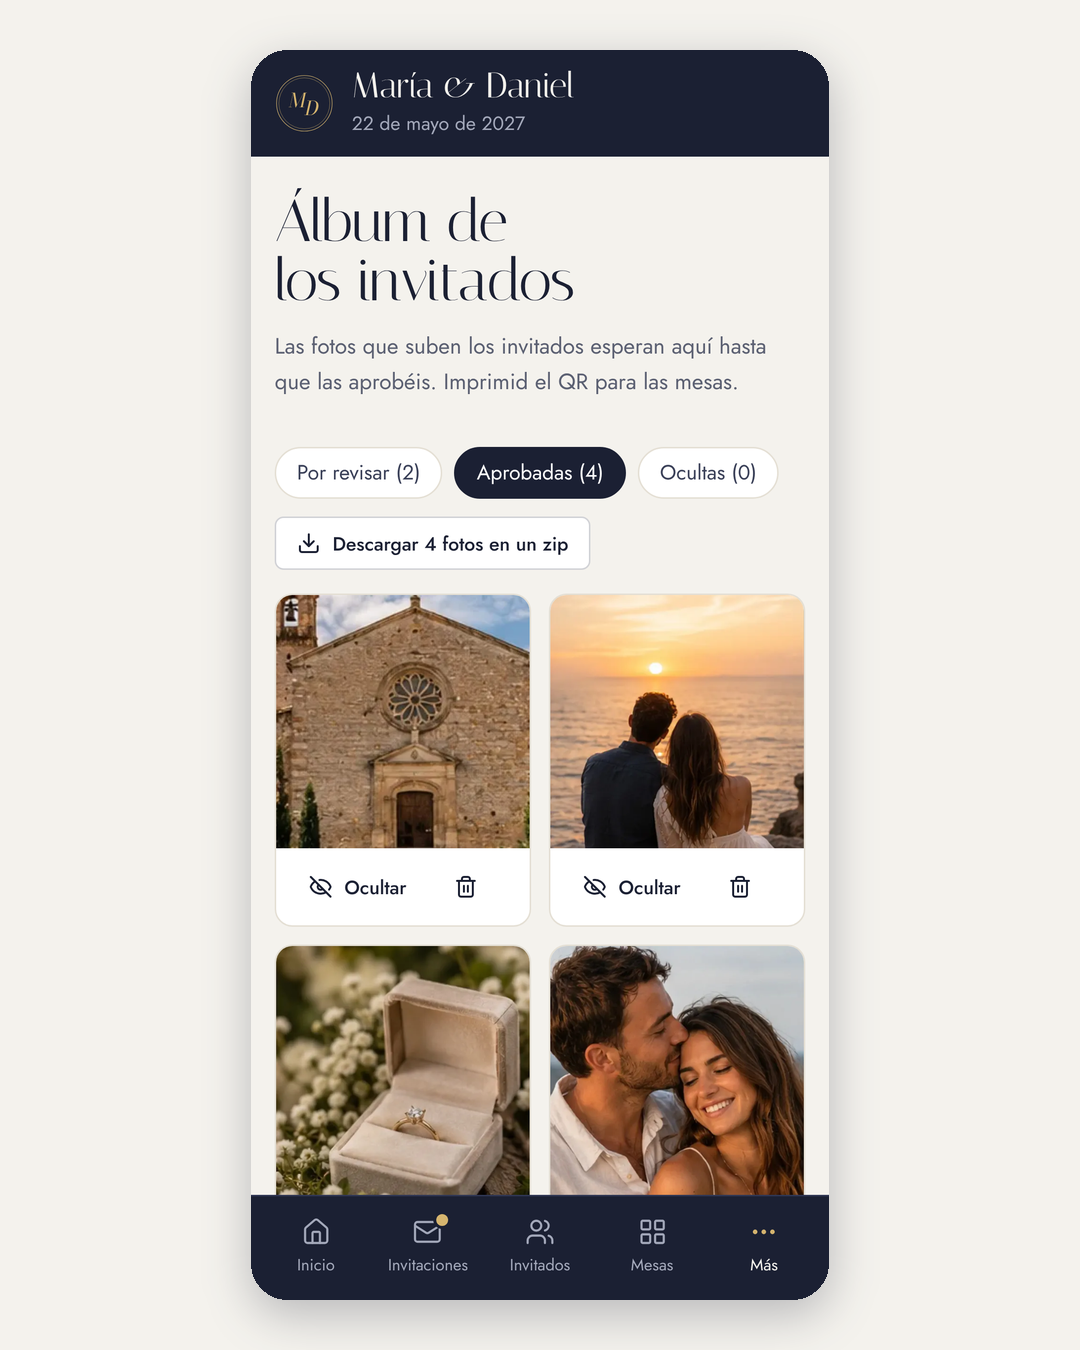 MD
María & Daniel
22 de mayo de 2027
Álbum de
los invitados
Las fotos que suben los invitados esperan aquí hasta
que las aprobéis. Imprimid el QR para las mesas.
Por revisar (2)
Aprobadas (4)
Ocultas (0)
Descargar 4 fotos en un zip
Ocultar
Ocultar
Inicio
Invitaciones
Invitados
Mesas
Más